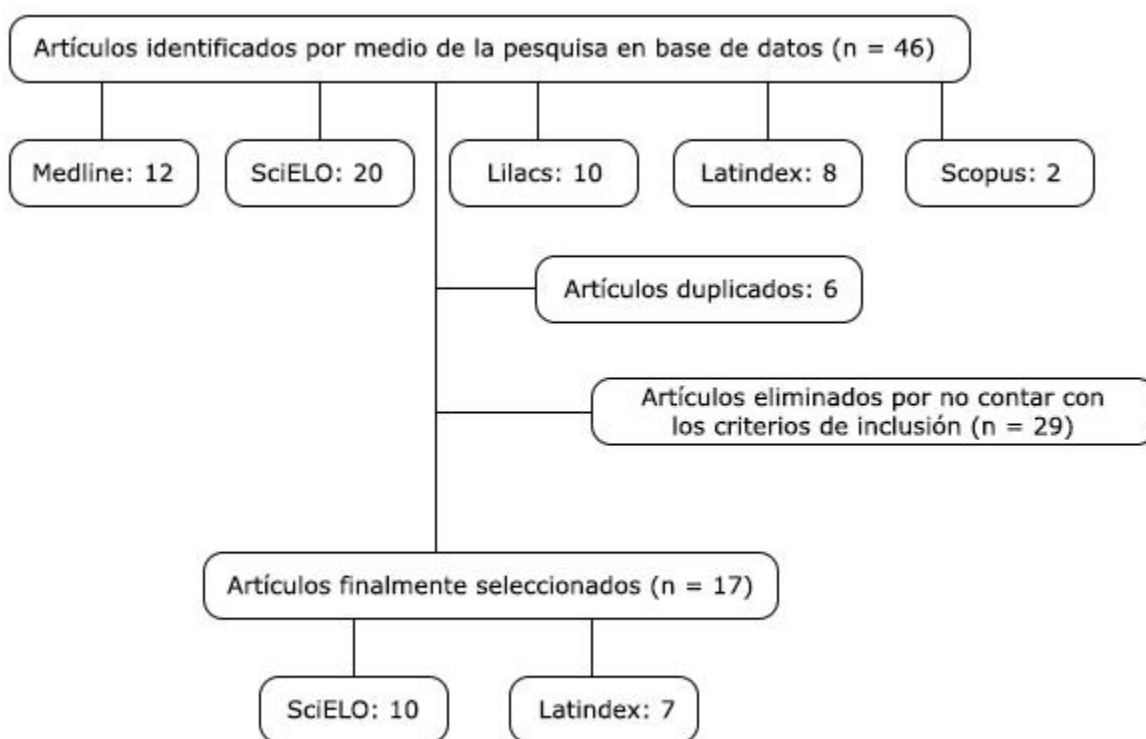 Artículos identificados por medio de la pesquisa en base de datos (n = 46)
Medline: 12
SciELO: 20
Lilacs: 10
Latindex: 8
Scopus: 2
Artículos duplicados: 6
Artículos eliminados por no contar con
los criterios de inclusión (n = 29)
Artículos finalmente seleccionados (n = 17)
SciELO: 10
Latindex: 7